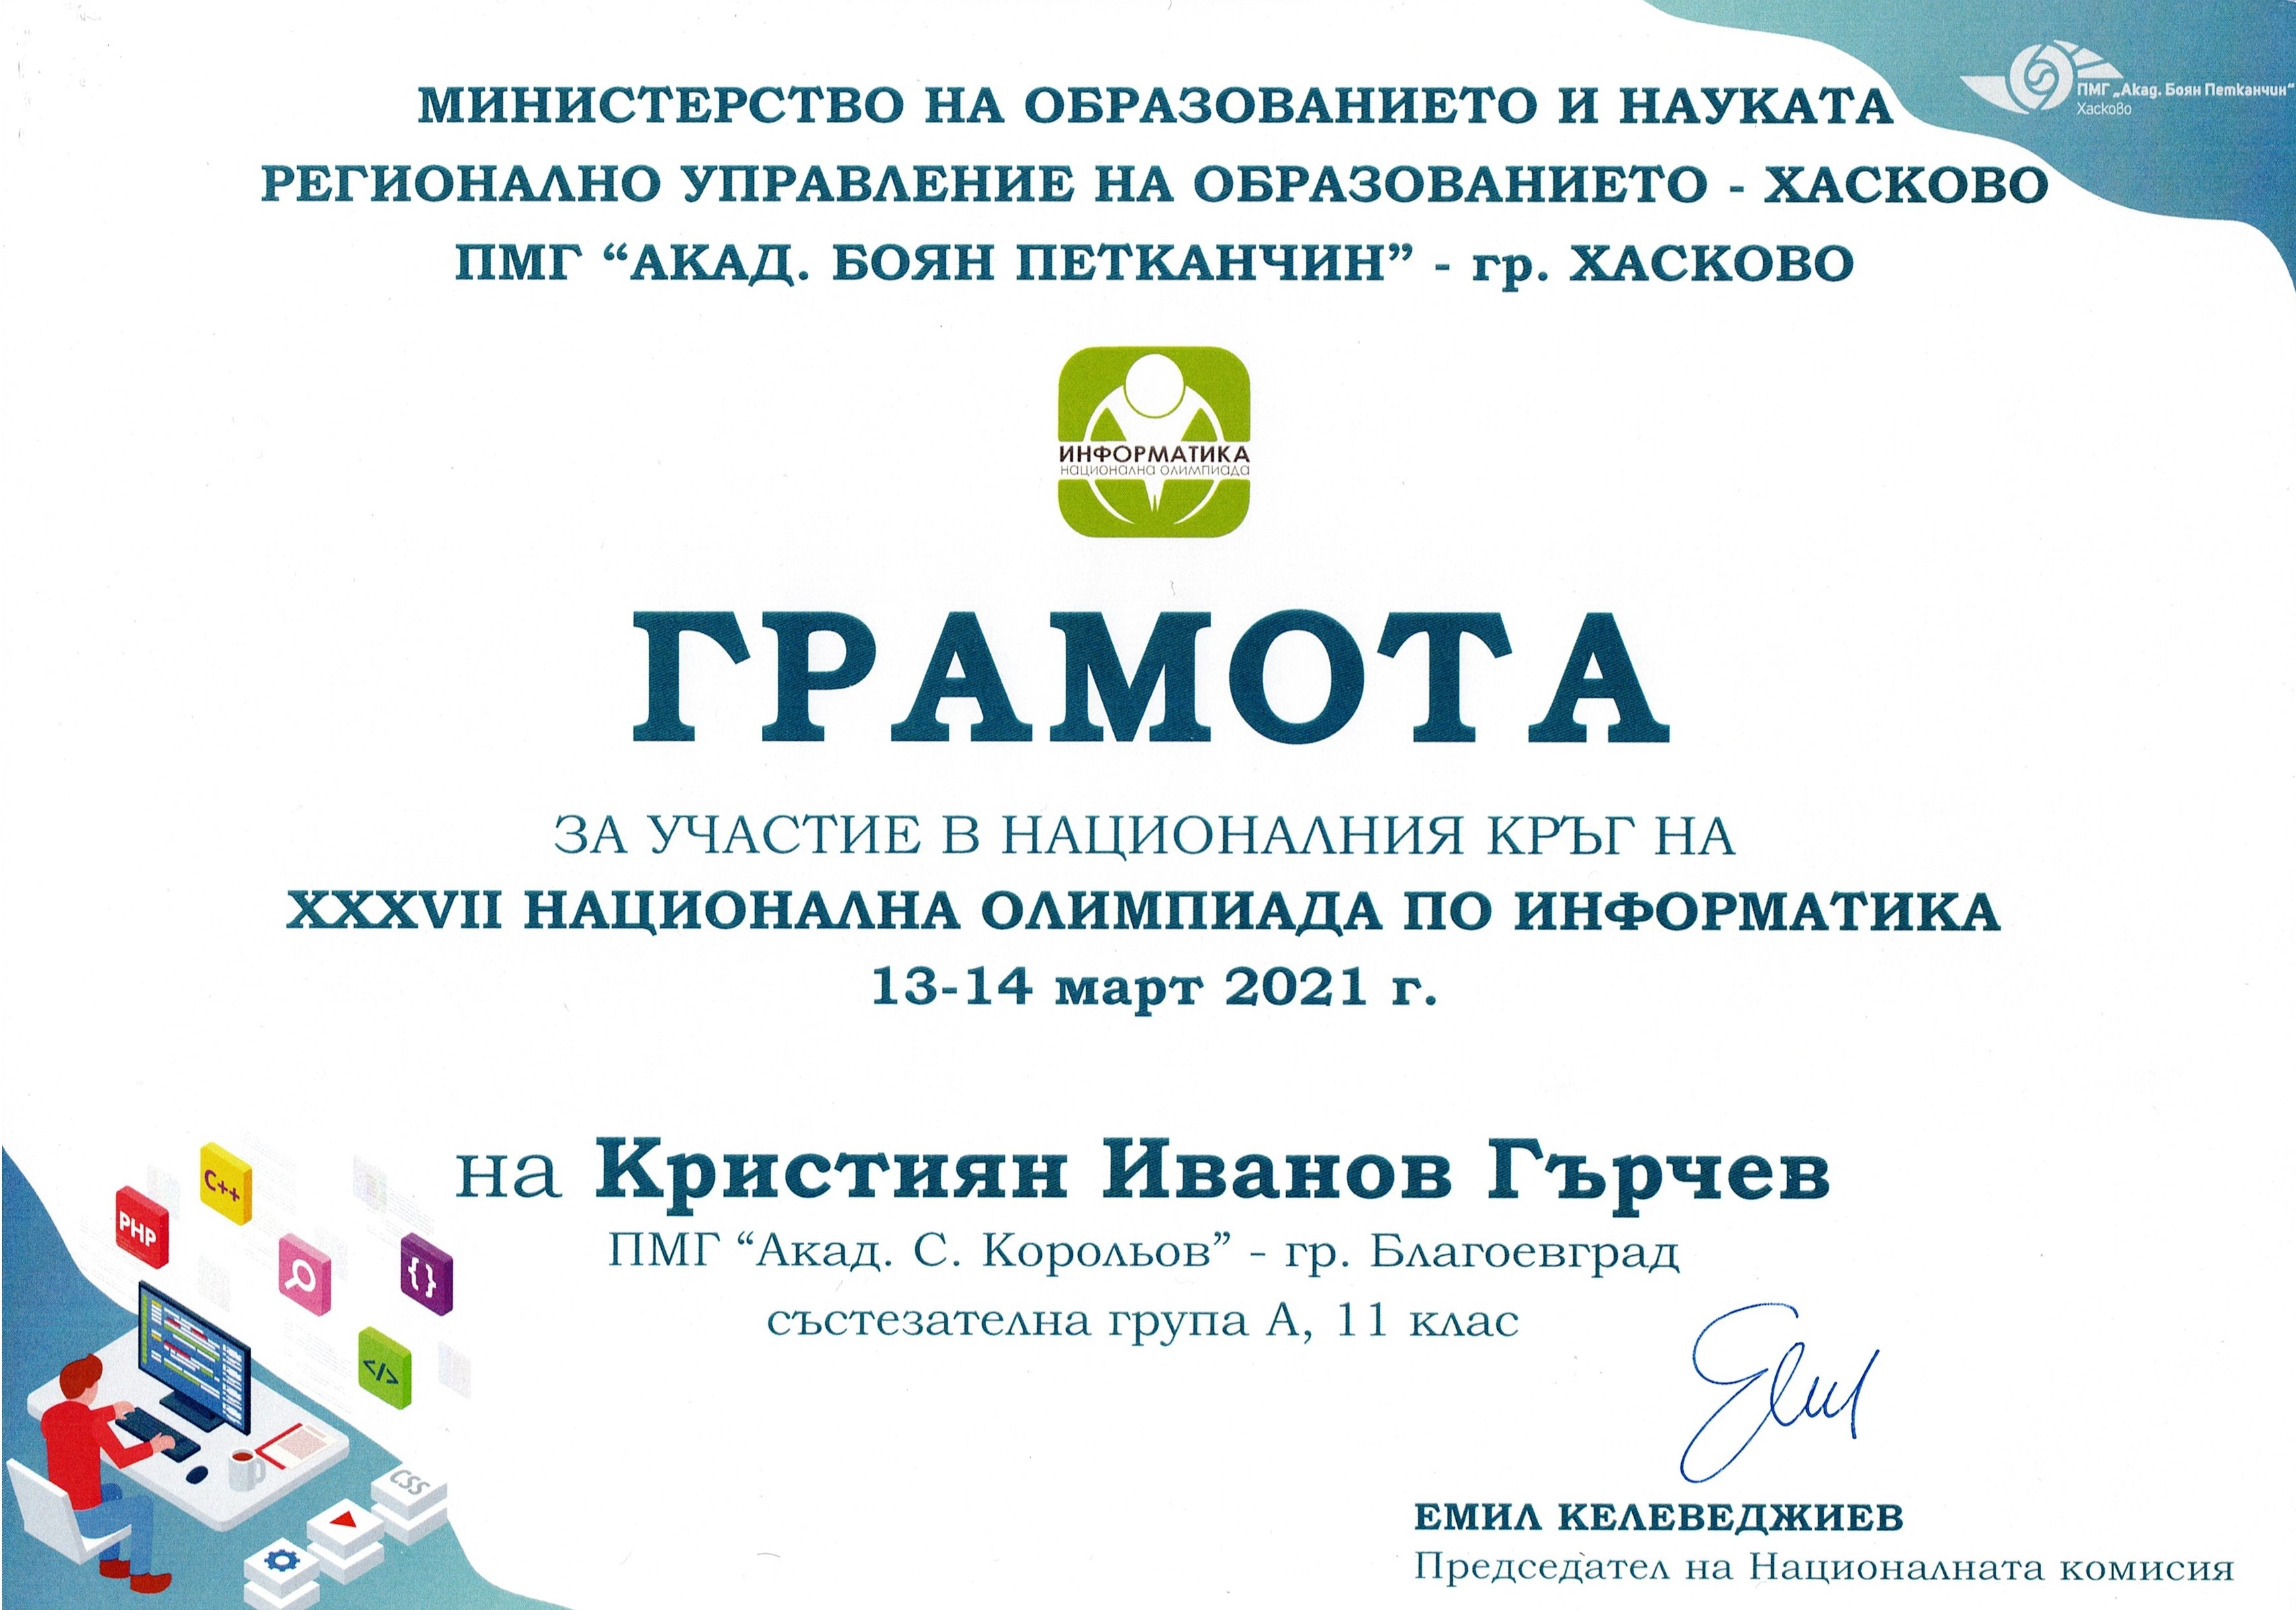 ПМГ „Акад. Боян Петканчин“
Хасково
МИНИСТЕРСТВО НА ОБРАЗОВАНИЕТО И НАУКАТА
РЕГИОНАЛНО УПРАВЛЕНИЕ НА ОБРАЗОВАНИЕТО - ХАСКОВО
ПМГ “АКАД. БОЯН ПЕТКАНЧИН” - гр. ХАСКОВО
ИНФОРМАТИКА
НАЦИОНАЛНА ОЛИМПИАДА
ГРАМОТА
ЗА УЧАСТИЕ В НАЦИОНАЛНИЯ КРЪГ НА
XXXVII НАЦИОНАЛНА ОЛИМПИАДА ПО ИНФОРМАТИКА
13-14 март 2021 г.
на Кристиян Иванов Гърчев
ПМГ “Акад. С. Корольов” - гр. Благоевград
състезателна група А, 11 клас
C++
PHP
{}
</>
CSS
ЕМИЛ КЕЛЕВЕДЖИЕВ
Председател на Националната комисия